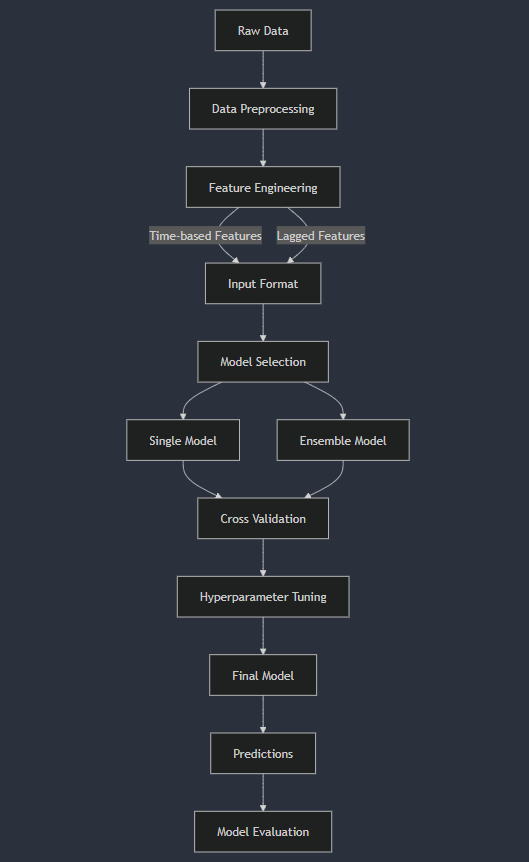 Raw Data
Data Preprocessing
Feature Engineering
Time-based Features
Lagged Features
Input Format
Model Selection
Single Model
Ensemble Model
Cross Validation
Hyperparameter Tuning
Final Model
Predictions
Model Evaluation